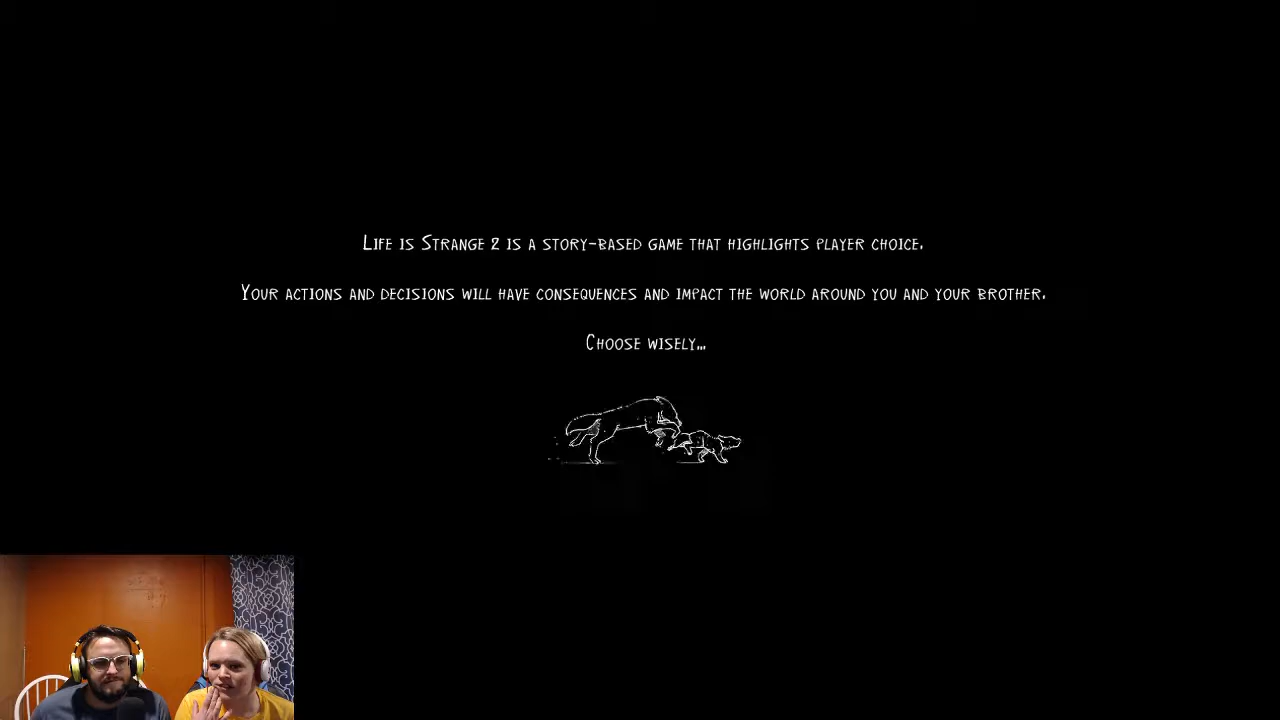 Life is Strange 2 is a story-based game that highlights player choice.
Your actions and decisions will have consequences and impact the world around you and your brother.
Choose wisely...